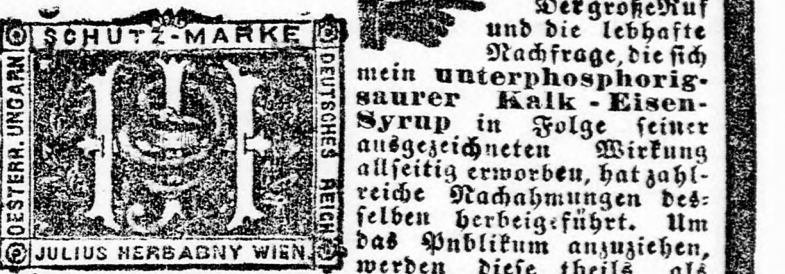 SCHUTZ-MARKE
OESTERR. UNGARN
DEUTSCHES REICH
JULIUS HERBABNY WIEN
Der große Ruf
und die lebhafte
Nachfrage, die sich
mein unterphosphorig-
saurer Kalk-Eisen-
Syrup in Folge seiner
ausgezeichneten Wirkung
allseitig erworben, hat zahl-
reiche Nachahmungen des-
selben herbeigeführt. Um
das Publikum anzuziehen,
werden diese theils als